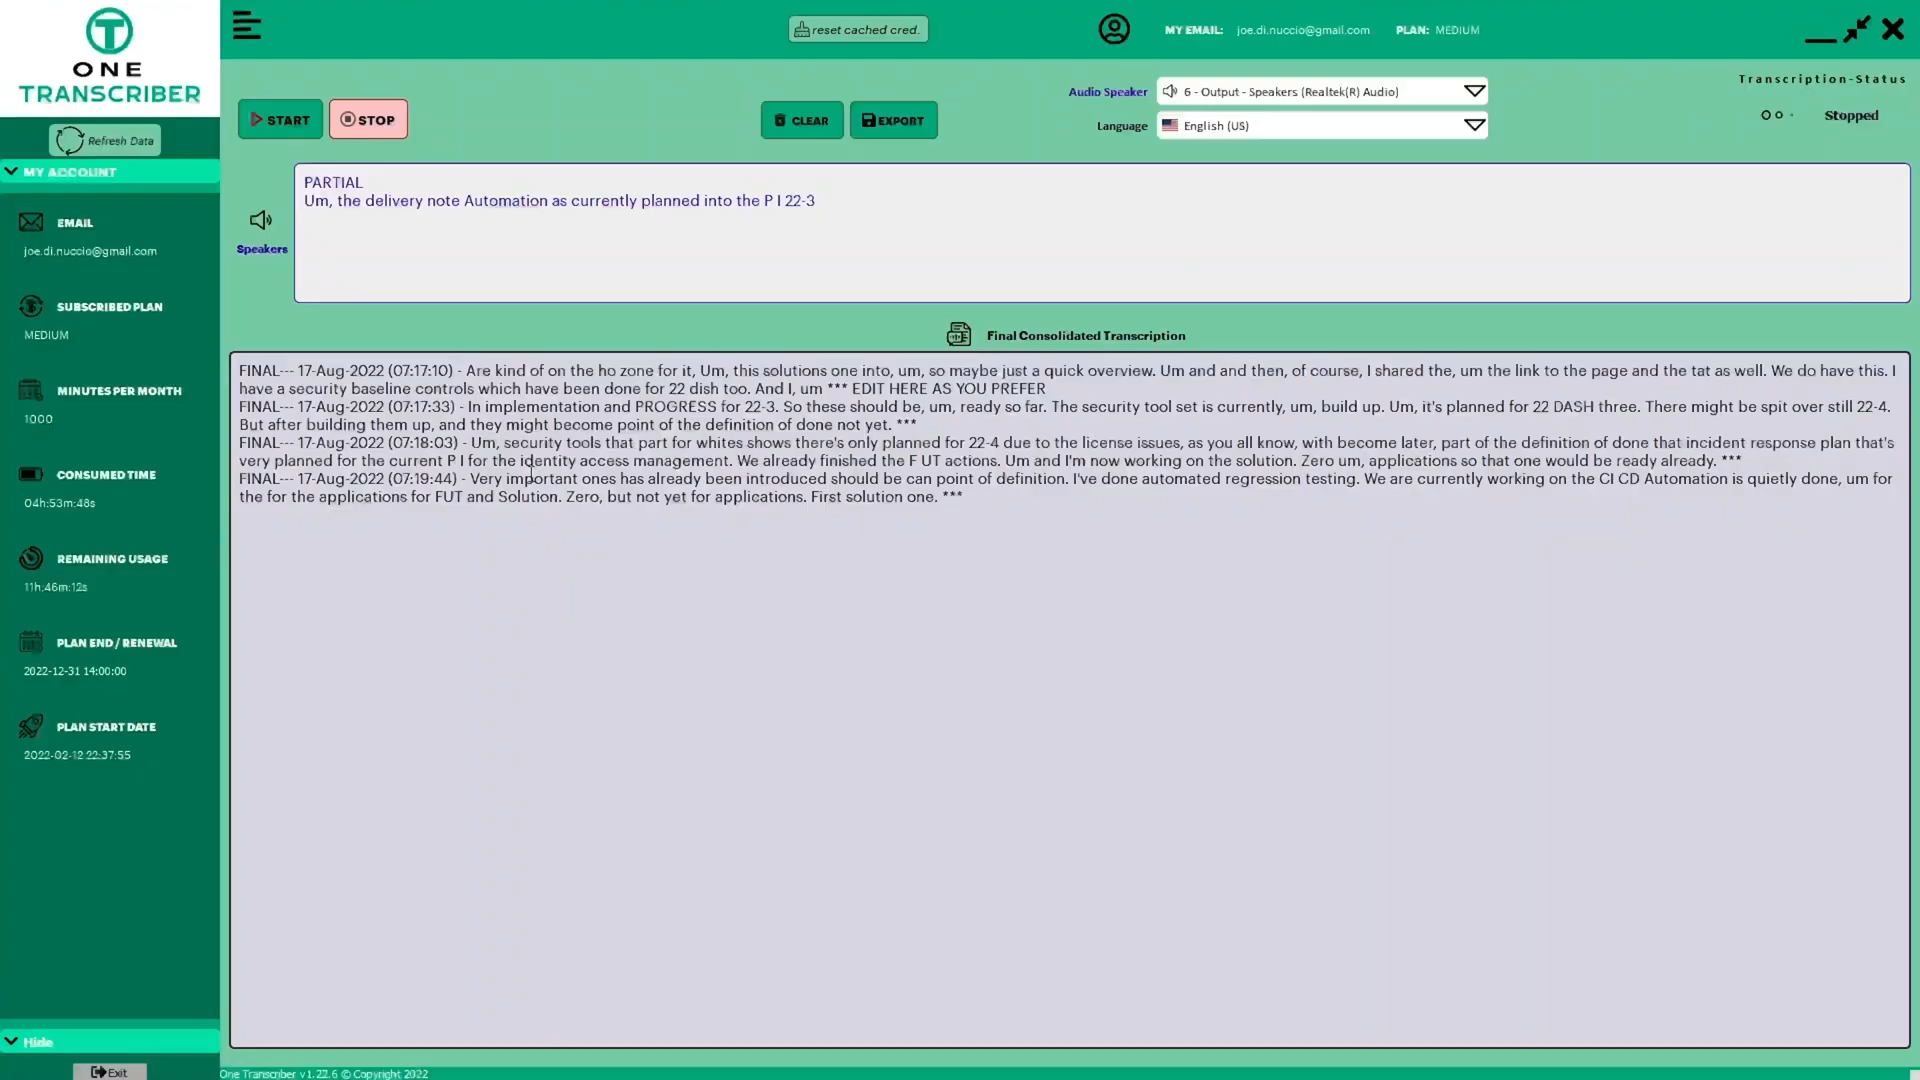 ONE
TRANSCRIBER
Refresh Data
MY ACCOUNT
EMAIL
joe.di.nuccio@gmail.com
SUBSCRIBED PLAN
MEDIUM
MINUTES PER MONTH
1000
CONSUMED TIME
04h:53m:48s
REMAINING USAGE
11h:46m:12s
PLAN END / RENEWAL
2022-12-31 14:00:00
PLAN START DATE
2022-02-12 22:37:55
Hide
Exit
reset cached cred.
MY EMAIL: joe.di.nuccio@gmail.com PLAN: MEDIUM
START STOP CLEAR EXPORT
Audio Speaker 6 - Output - Speakers (Realtek(R) Audio)
Language English (US)
Transcription-Status
Stopped
Speakers
PARTIAL
Um, the delivery note Automation as currently planned into the P I 22-3
Final Consolidated Transcription
FINAL--- 17-Aug-2022 (07:17:10) - Are kind of on the ho zone for it, Um, this solutions one into, um, so maybe just a quick overview. Um and and then, of course, I shared the, um the link to the page and the tat as well. We do have this. I
have a security baseline controls which have been done for 22 dish too. And I, um *** EDIT HERE AS YOU PREFER
FINAL--- 17-Aug-2022 (07:17:33) - In implementation and PROGRESS for 22-3. So these should be, um, ready so far. The security tool set is currently, um, build up. Um, it's planned for 22 DASH three. There might be spit over still 22-4.
But after building them up, and they might become point of the definition of done not yet. ***
FINAL--- 17-Aug-2022 (07:18:03) - Um, security tools that part for whites shows there's only planned for 22-4 due to the license issues, as you all know, with become later, part of the definition of done that incident response plan that's
very planned for the current P I for the identity access management. We already finished the F UT actions. Um and I'm now working on the solution. Zero um, applications so that one would be ready already. ***
FINAL--- 17-Aug-2022 (07:19:44) - Very important ones has already been introduced should be can point of definition. I've done automated regression testing. We are currently working on the CI CD Automation is quietly done, um for
the for the applications for FUT and Solution. Zero, but not yet for applications. First solution one. ***
One Transcriber v1.22.6 © Copyright 2022